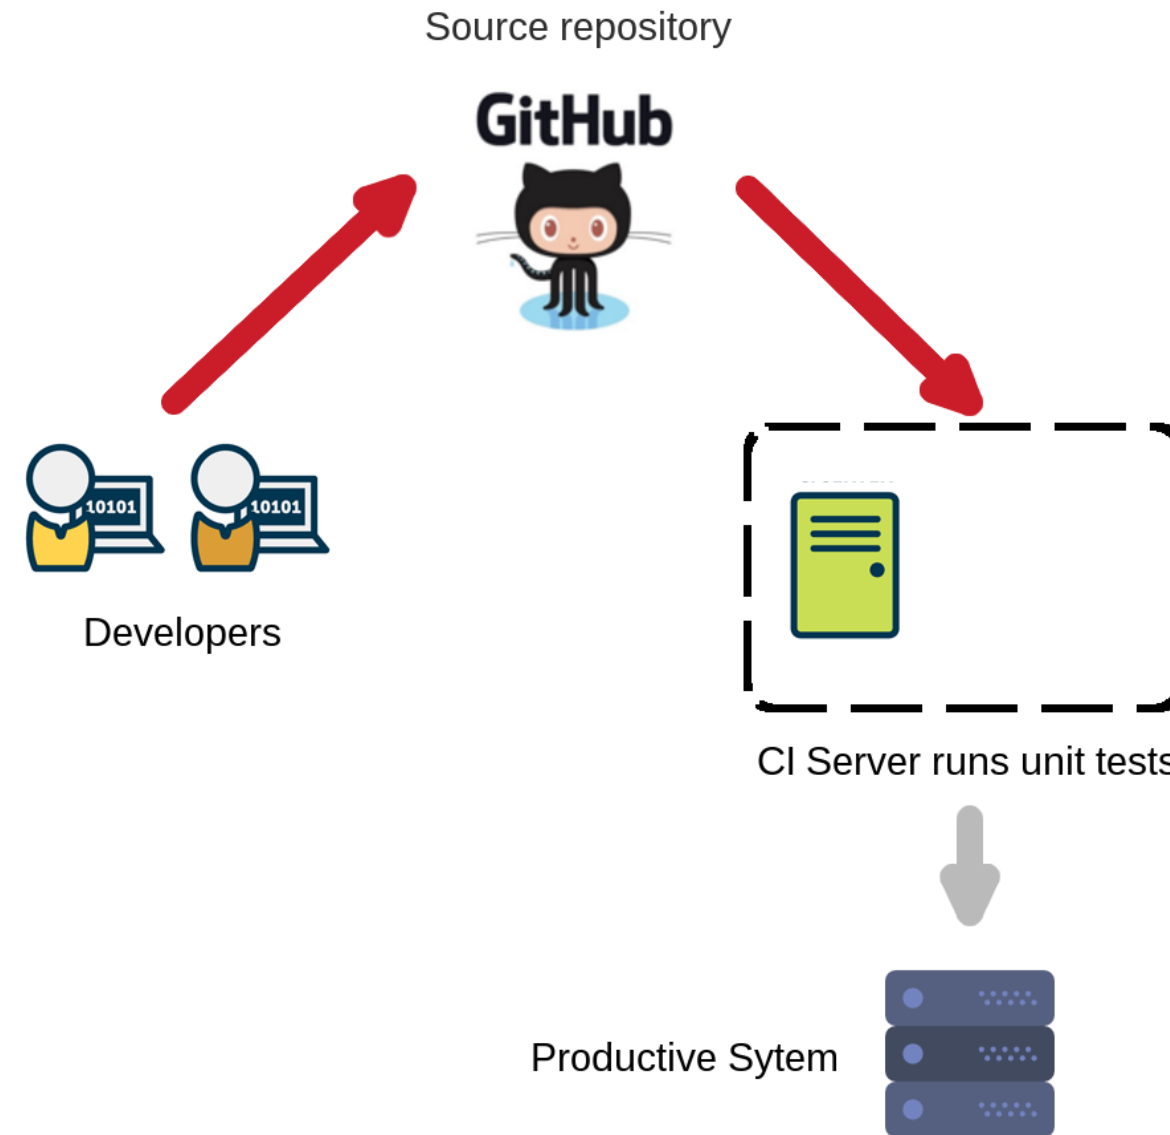 Source repository
GitHub
10101
10101
Developers
CI Server runs unit tests
Productive Sytem